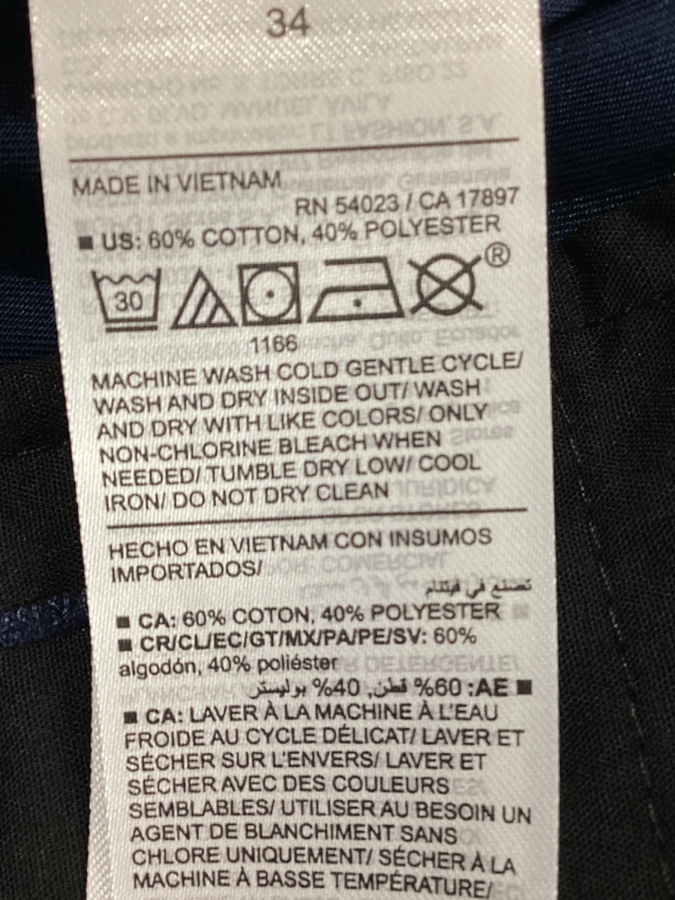 34
MADE IN VIETNAM
RN 54023 / CA 17897
■ US: 60% COTTON, 40% POLYESTER
30
®
1166
MACHINE WASH COLD GENTLE CYCLE/
WASH AND DRY INSIDE OUT/ WASH
AND DRY WITH LIKE COLORS/ ONLY
NON-CHLORINE BLEACH WHEN
NEEDED/ TUMBLE DRY LOW/ COOL
IRON/ DO NOT DRY CLEAN
HECHO EN VIETNAM CON INSUMOS
IMPORTADOS/
تصنع في فيتنام
■ CA: 60% COTON, 40% POLYESTER
■ CR/CL/EC/GT/MX/PA/PE/SV: 60%
algodón, 40% poliéster
■ AE: 60% قطن, 40% بوليستر
■ CA: LAVER À LA MACHINE À L'EAU
FROIDE AU CYCLE DÉLICAT/ LAVER ET
SÉCHER SUR L'ENVERS/ LAVER ET
SÉCHER AVEC DES COULEURS
SEMBLABLES/ UTILISER AU BESOIN UN
AGENT DE BLANCHIMENT SANS
CHLORE UNIQUEMENT/ SÉCHER À LA
MACHINE À BASSE TEMPÉRATURE/